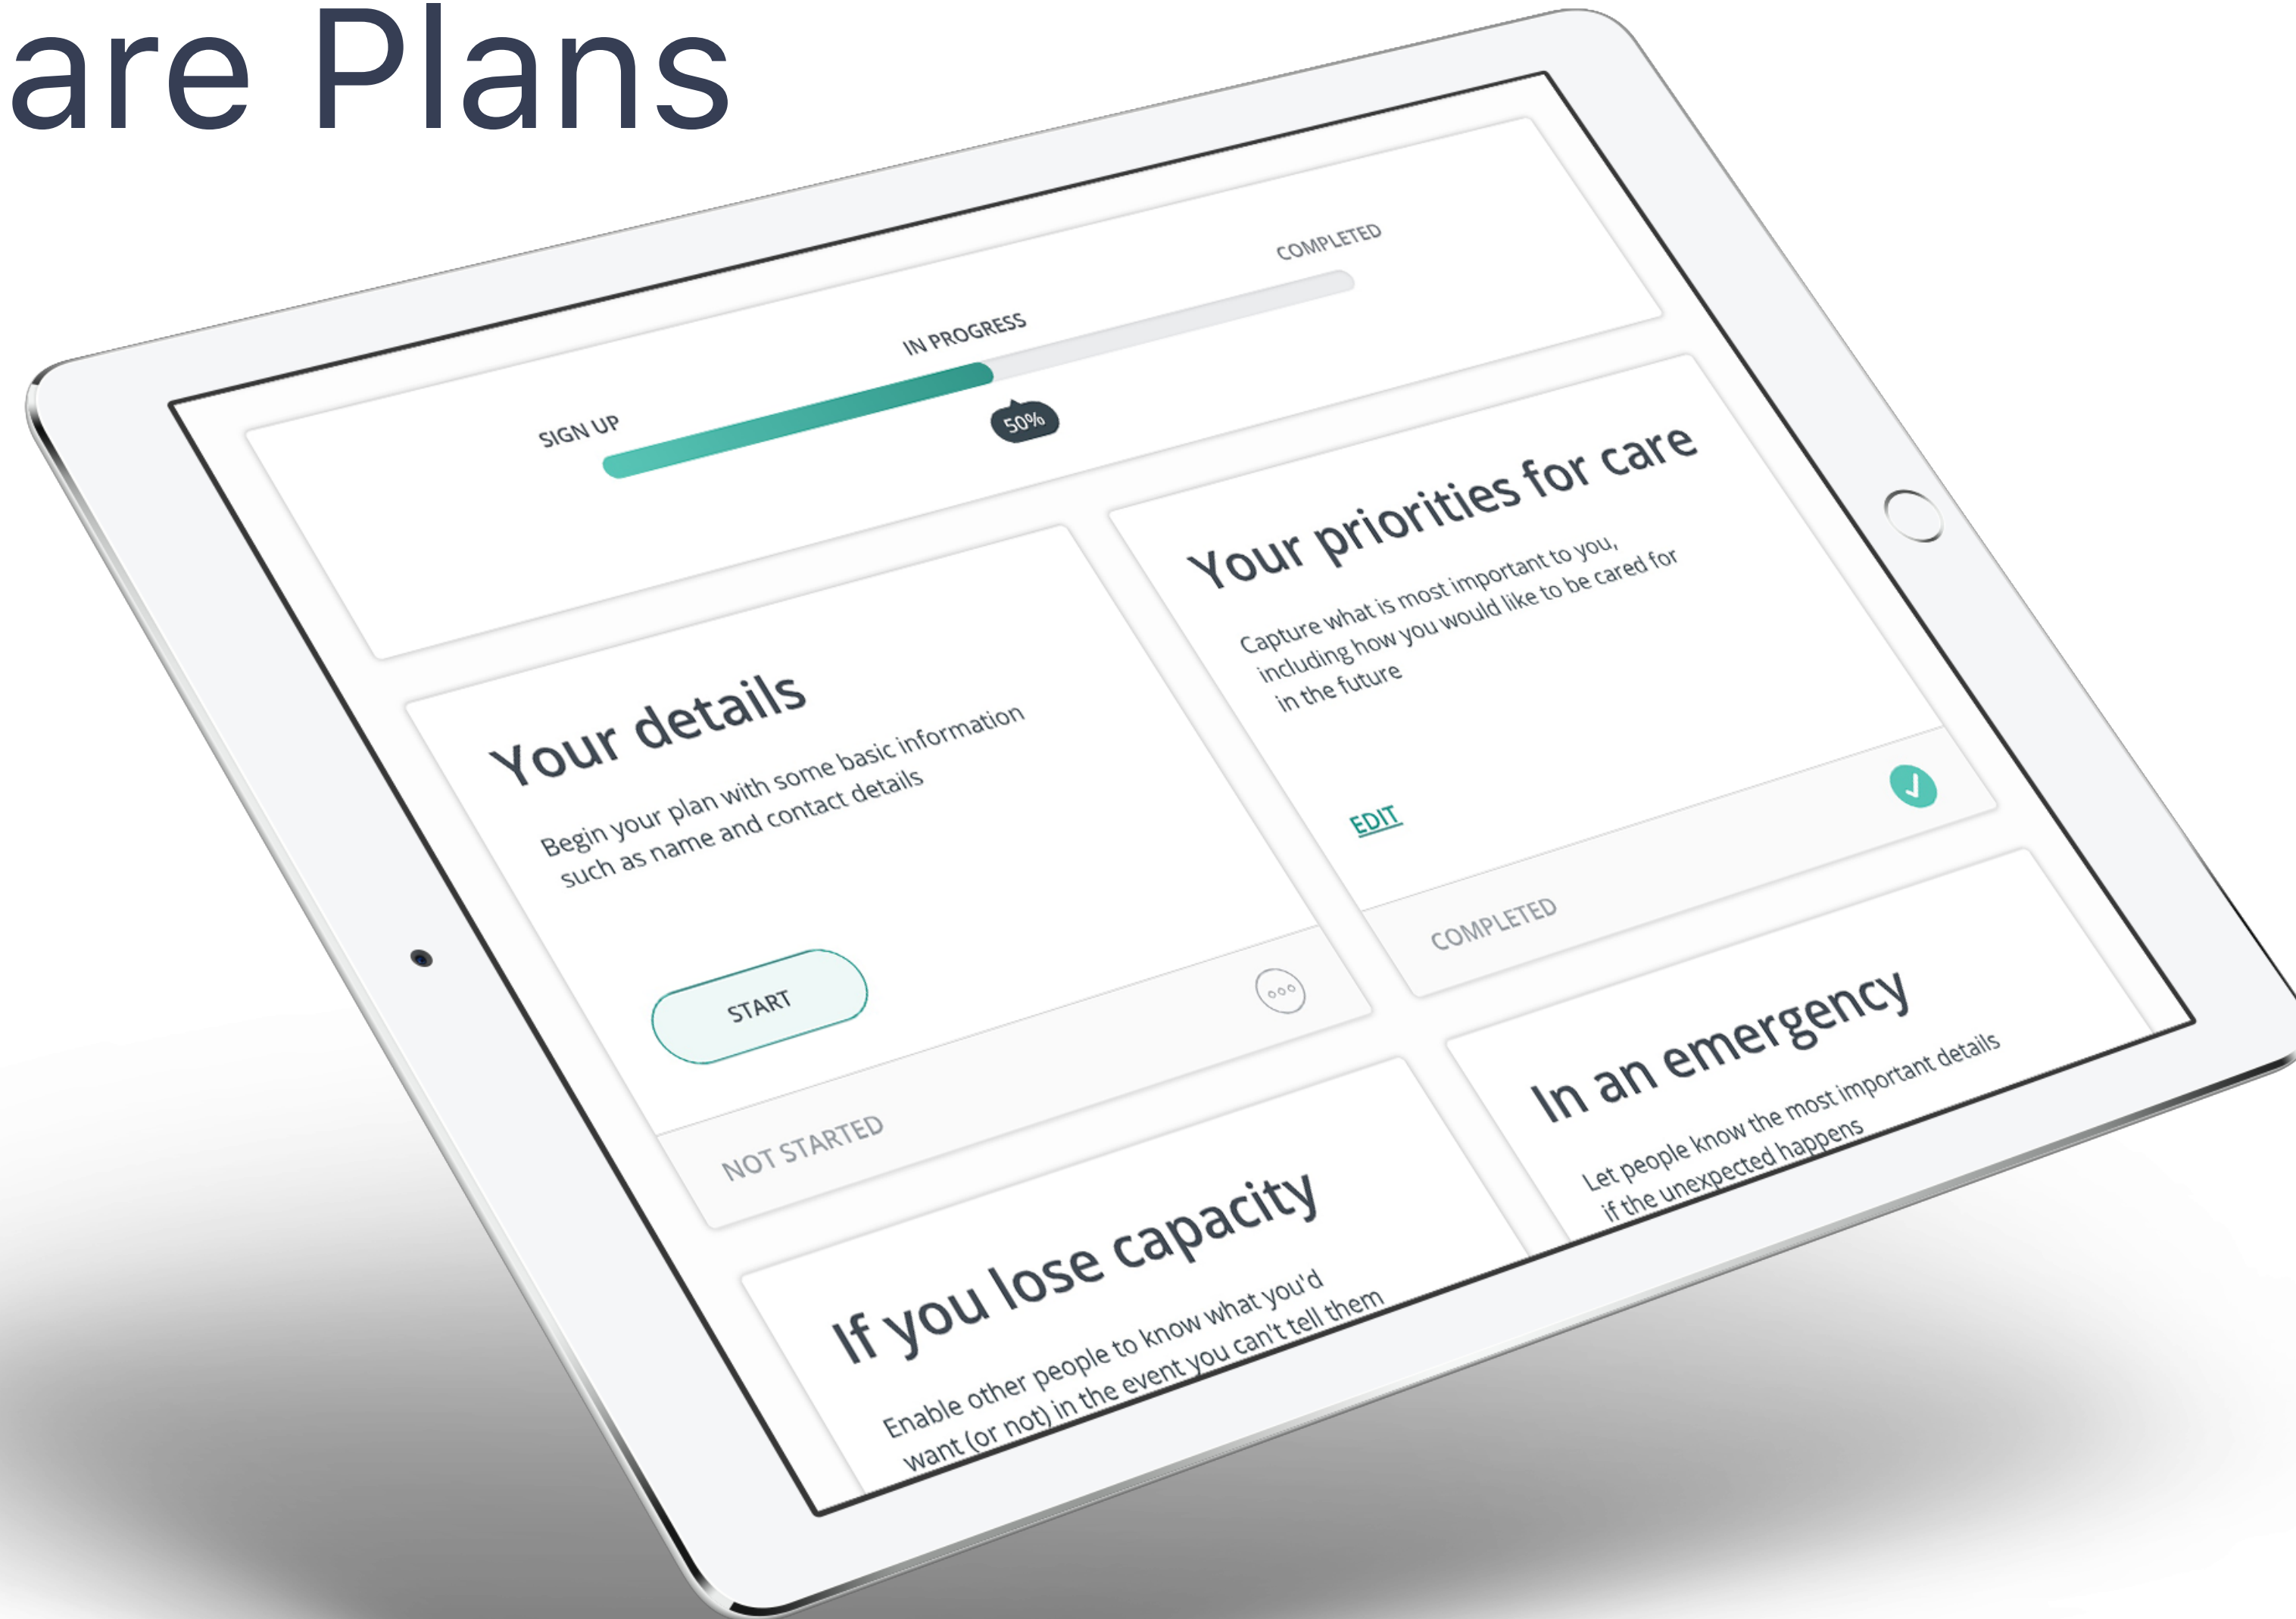 are Plans
SIGN UP
IN PROGRESS
COMPLETED
50%
Your details
Begin your plan with some basic information
such as name and contact details
START
NOT STARTED
Your priorities for care
Capture what is most important to you,
including how you would like to be cared for
in the future
EDIT
COMPLETED
If you lose capacity
Enable other people to know what you'd
want (or not) in the event you can't tell them
In an emergency
Let people know the most important details
if the unexpected happens